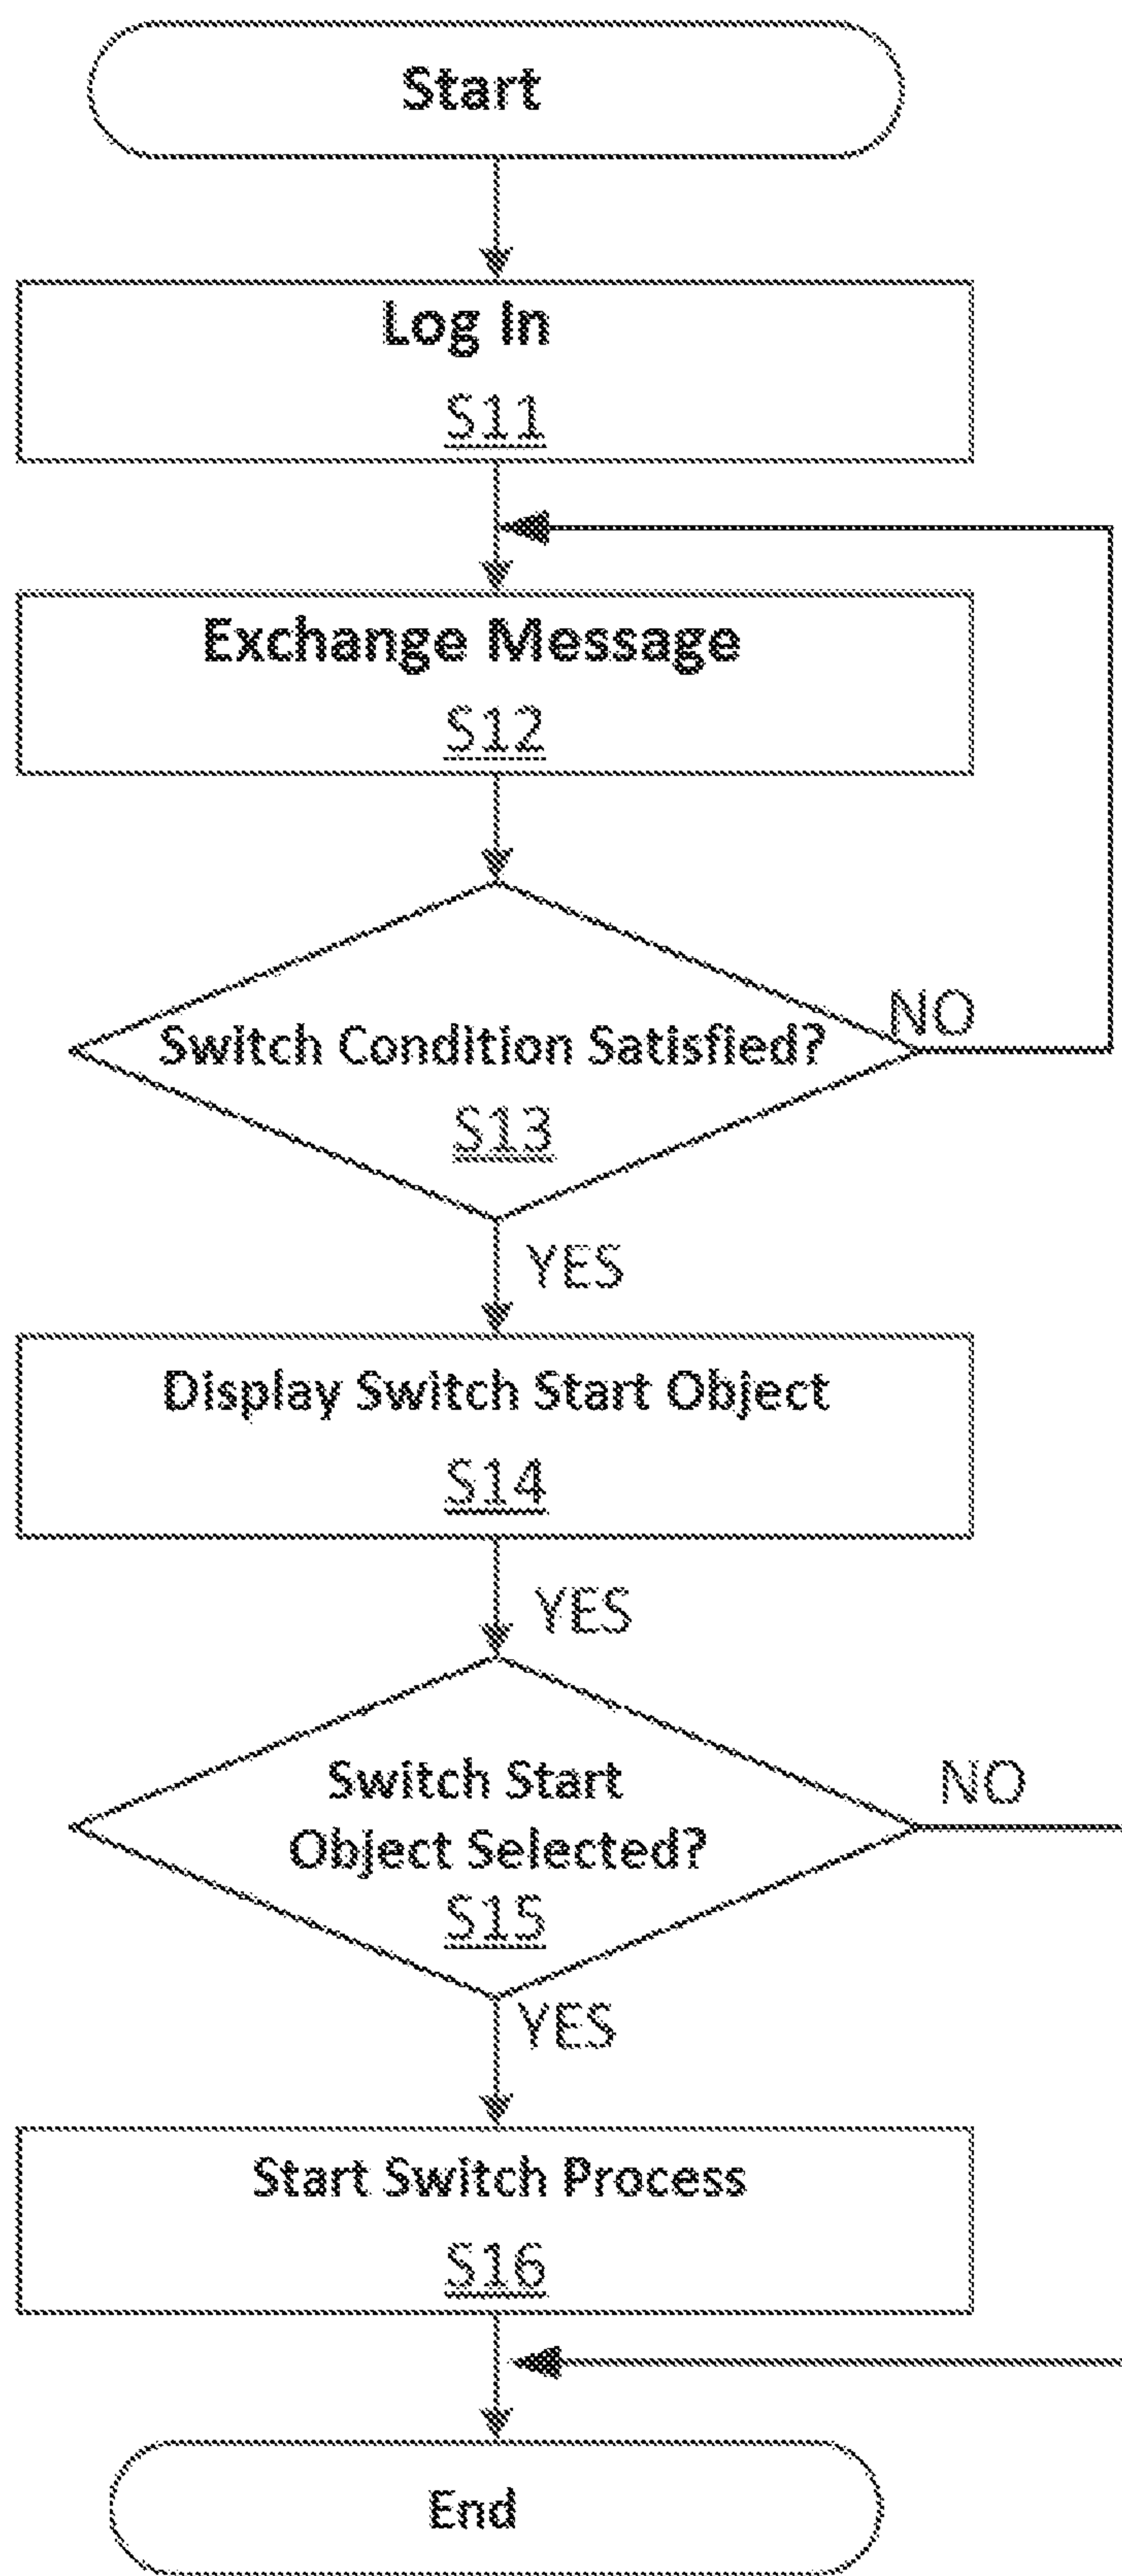 Start
Log In
S11
Exchange Message
S12
NO
Switch Condition Satisfied?
S13
YES
Display Switch Start Object
S14
YES
Switch Start
NO
Object Selected?
S15
YES
Start Switch Process
S16
End